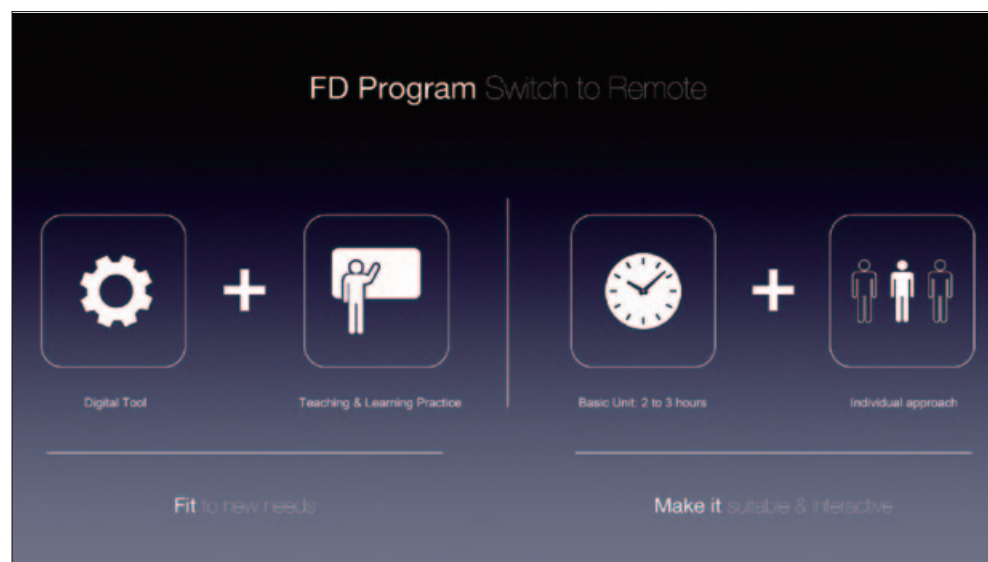 FD Program Switch to Remote
Digital Tool
Teaching & Learning Practice
Basic Unit: 2 to 3 hours
Individual approach
Fit to new needs
Make it suitable & interactive